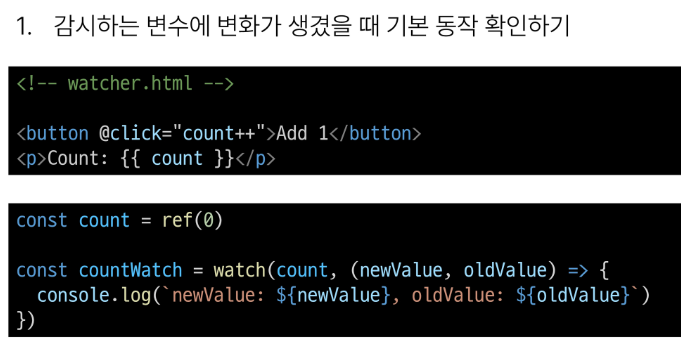 1. 감시하는 변수에 변화가 생겼을 때 기본 동작 확인하기
<!-- watcher.html -->
<button @click="count++">Add 1</button>
<p>Count: {{ count }}</p>
const count = ref(0)
const countWatch = watch(count, (newValue, oldValue) => {
  console.log(`newValue: ${newValue}, oldValue: ${oldValue}`)
})